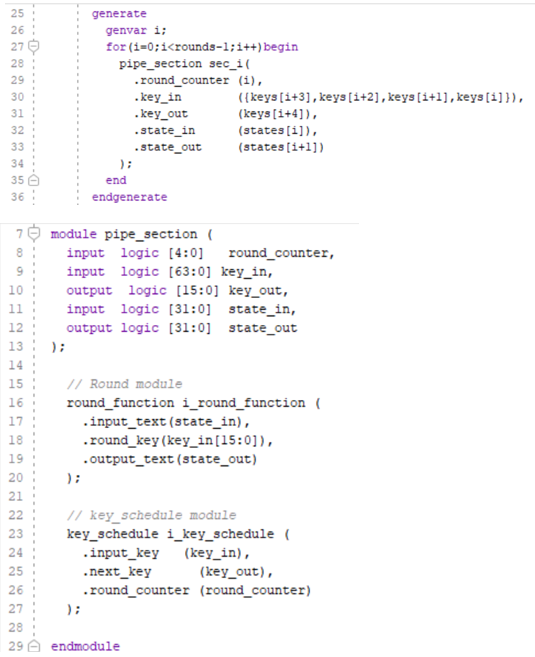 25 generate
26 genvar i;
27 for(i=0;i<rounds-1;i++)begin
28 pipe_section sec_i(
29 .round_counter (i),
30 .key_in ({keys[i+3],keys[i+2],keys[i+1],keys[i]}),
31 .key_out (keys[i+4]),
32 .state_in (states[i]),
33 .state_out (states[i+1])
34 );
35 end
36 endgenerate
7 module pipe_section (
8 input logic [4:0] round_counter,
9 input logic [63:0] key_in,
10 output logic [15:0] key_out,
11 input logic [31:0] state_in,
12 output logic [31:0] state_out
13 );
14
15 // Round module
16 round_function i_round_function (
17 .input_text(state_in),
18 .round_key(key_in[15:0]),
19 .output_text(state_out)
20 );
21
22 // key_schedule module
23 key_schedule i_key_schedule (
24 .input_key (key_in),
25 .next_key (key_out),
26 .round_counter (round_counter)
27 );
28
29 endmodule